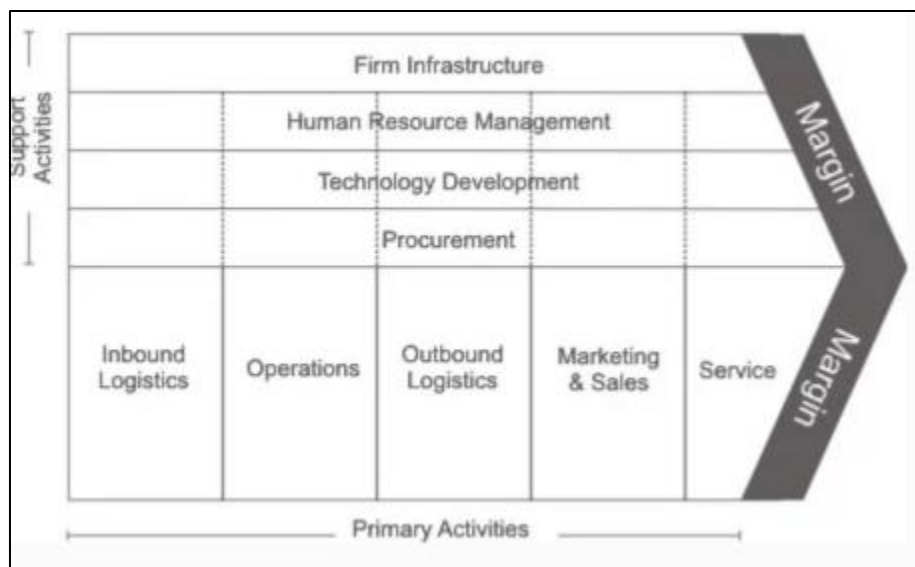 Support
Activities
Firm Infrastructure
Human Resource Management
Technology Development
Procurement
Margin
Inbound
Logistics
Operations
Outbound
Logistics
Marketing
& Sales
Service
Margin
Primary Activities